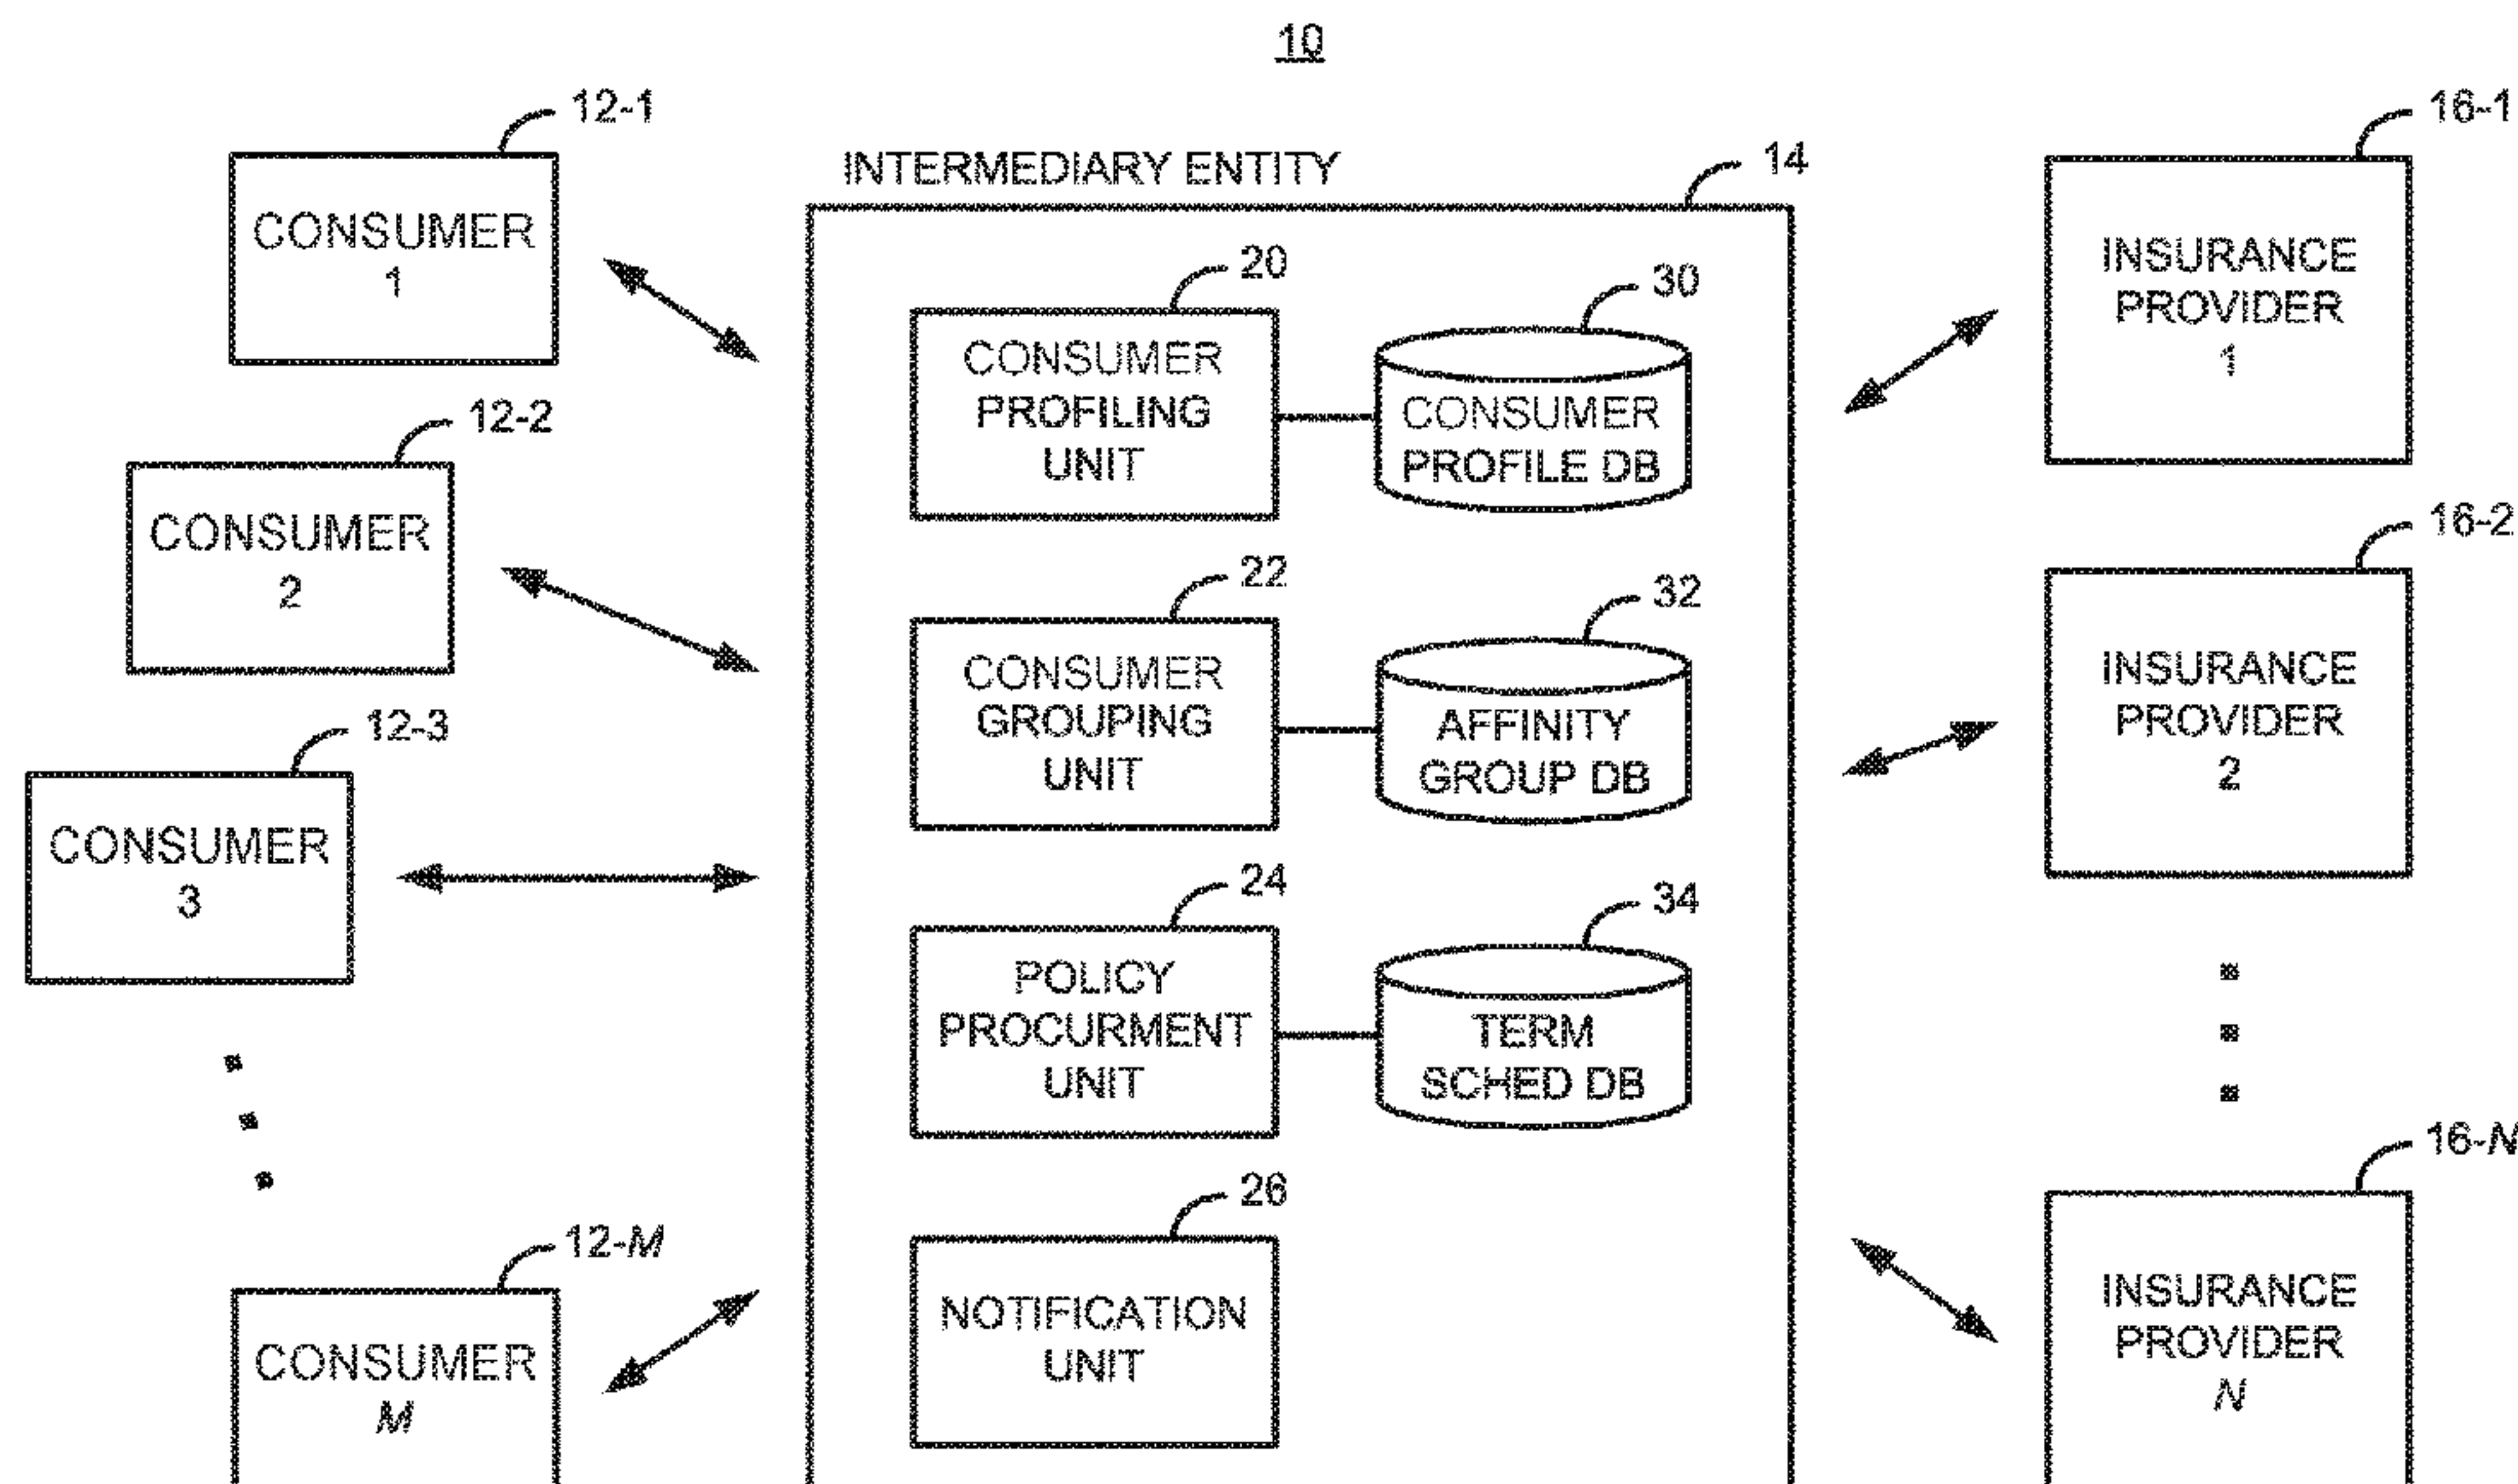 10
12-1
CONSUMER
1
12-2
CONSUMER
2
12-3
CONSUMER
3
12-M
CONSUMER
M
INTERMEDIARY ENTITY
14
20
CONSUMER
PROFILING
UNIT
30
CONSUMER
PROFILE DB
22
CONSUMER
GROUPING
UNIT
32
AFFINITY
GROUP DB
24
POLICY
PROCURMENT
UNIT
34
TERM
SCHED DB
26
NOTIFICATION
UNIT
16-1
INSURANCE
PROVIDER
1
16-2
INSURANCE
PROVIDER
2
16-N
INSURANCE
PROVIDER
N